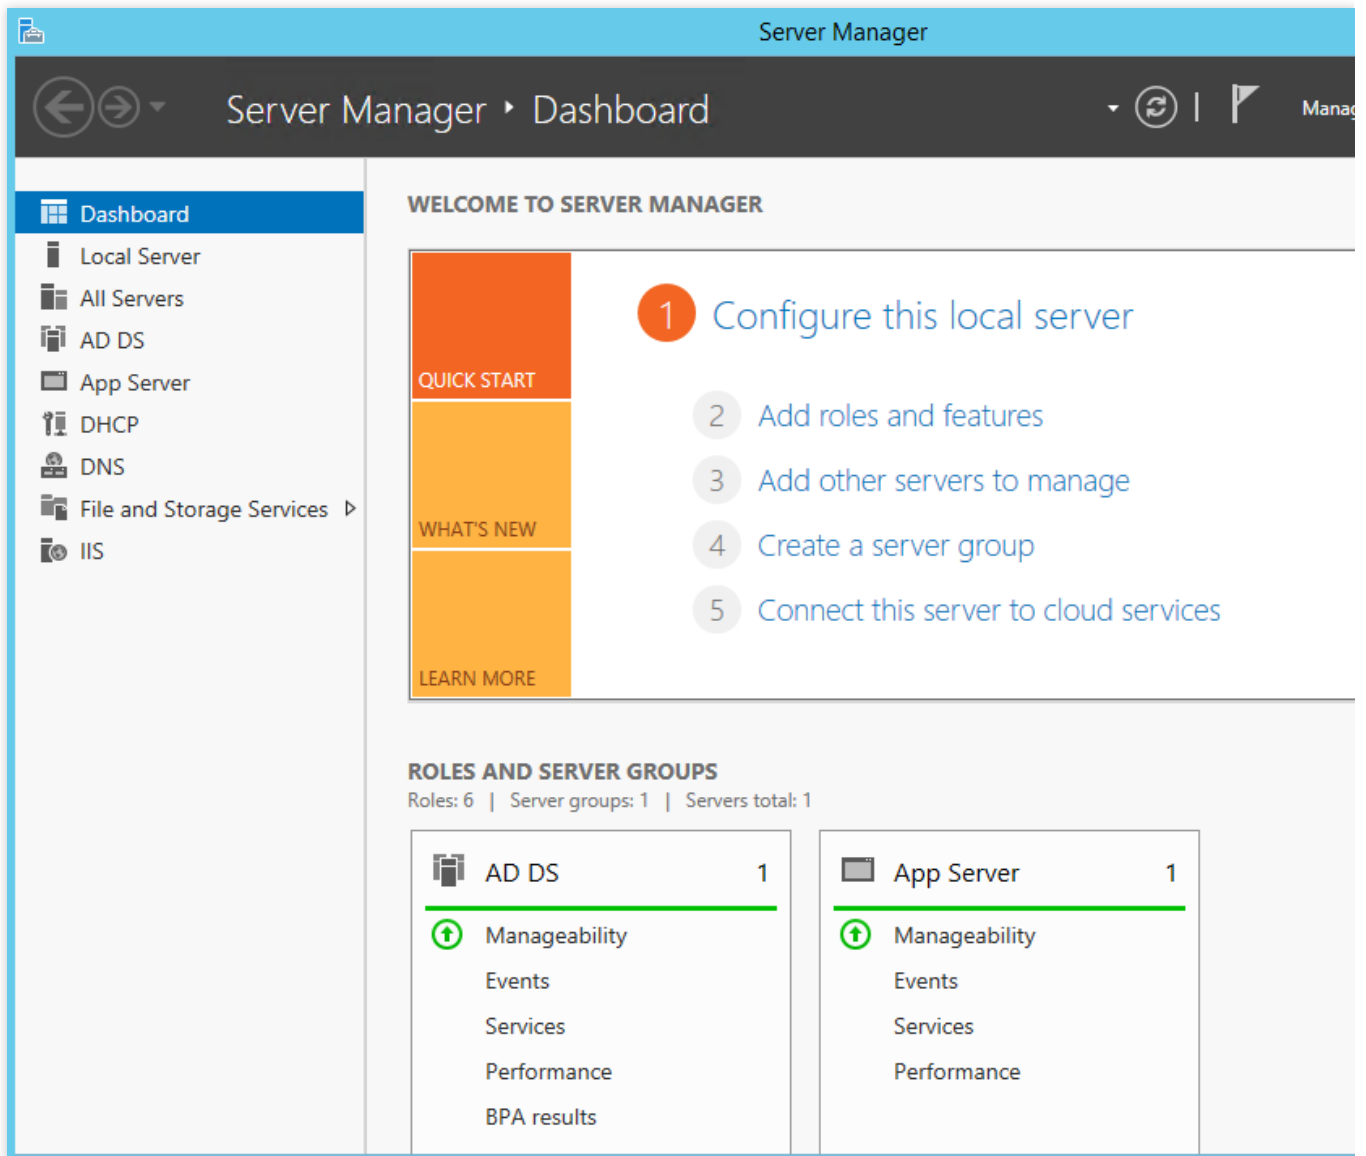 Server Manager
Server Manager ‣ Dashboard
Manag
Dashboard
Local Server
All Servers
AD DS
App Server
DHCP
DNS
File and Storage Services
IIS
WELCOME TO SERVER MANAGER
QUICK START
WHAT'S NEW
LEARN MORE
1 Configure this local server
2 Add roles and features
3 Add other servers to manage
4 Create a server group
5 Connect this server to cloud services
ROLES AND SERVER GROUPS
Roles: 6 | Server groups: 1 | Servers total: 1
AD DS 1
Manageability
Events
Services
Performance
BPA results
App Server 1
Manageability
Events
Services
Performance